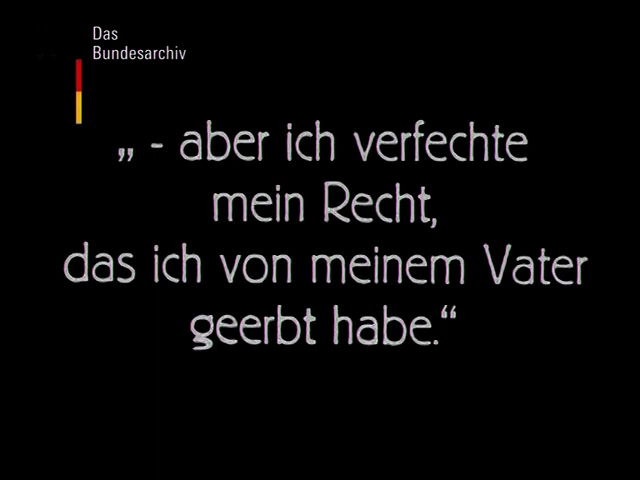 Das
Bundesarchiv
„ - aber ich verfechte
mein Recht,
das ich von meinem Vater
geerbt habe.“